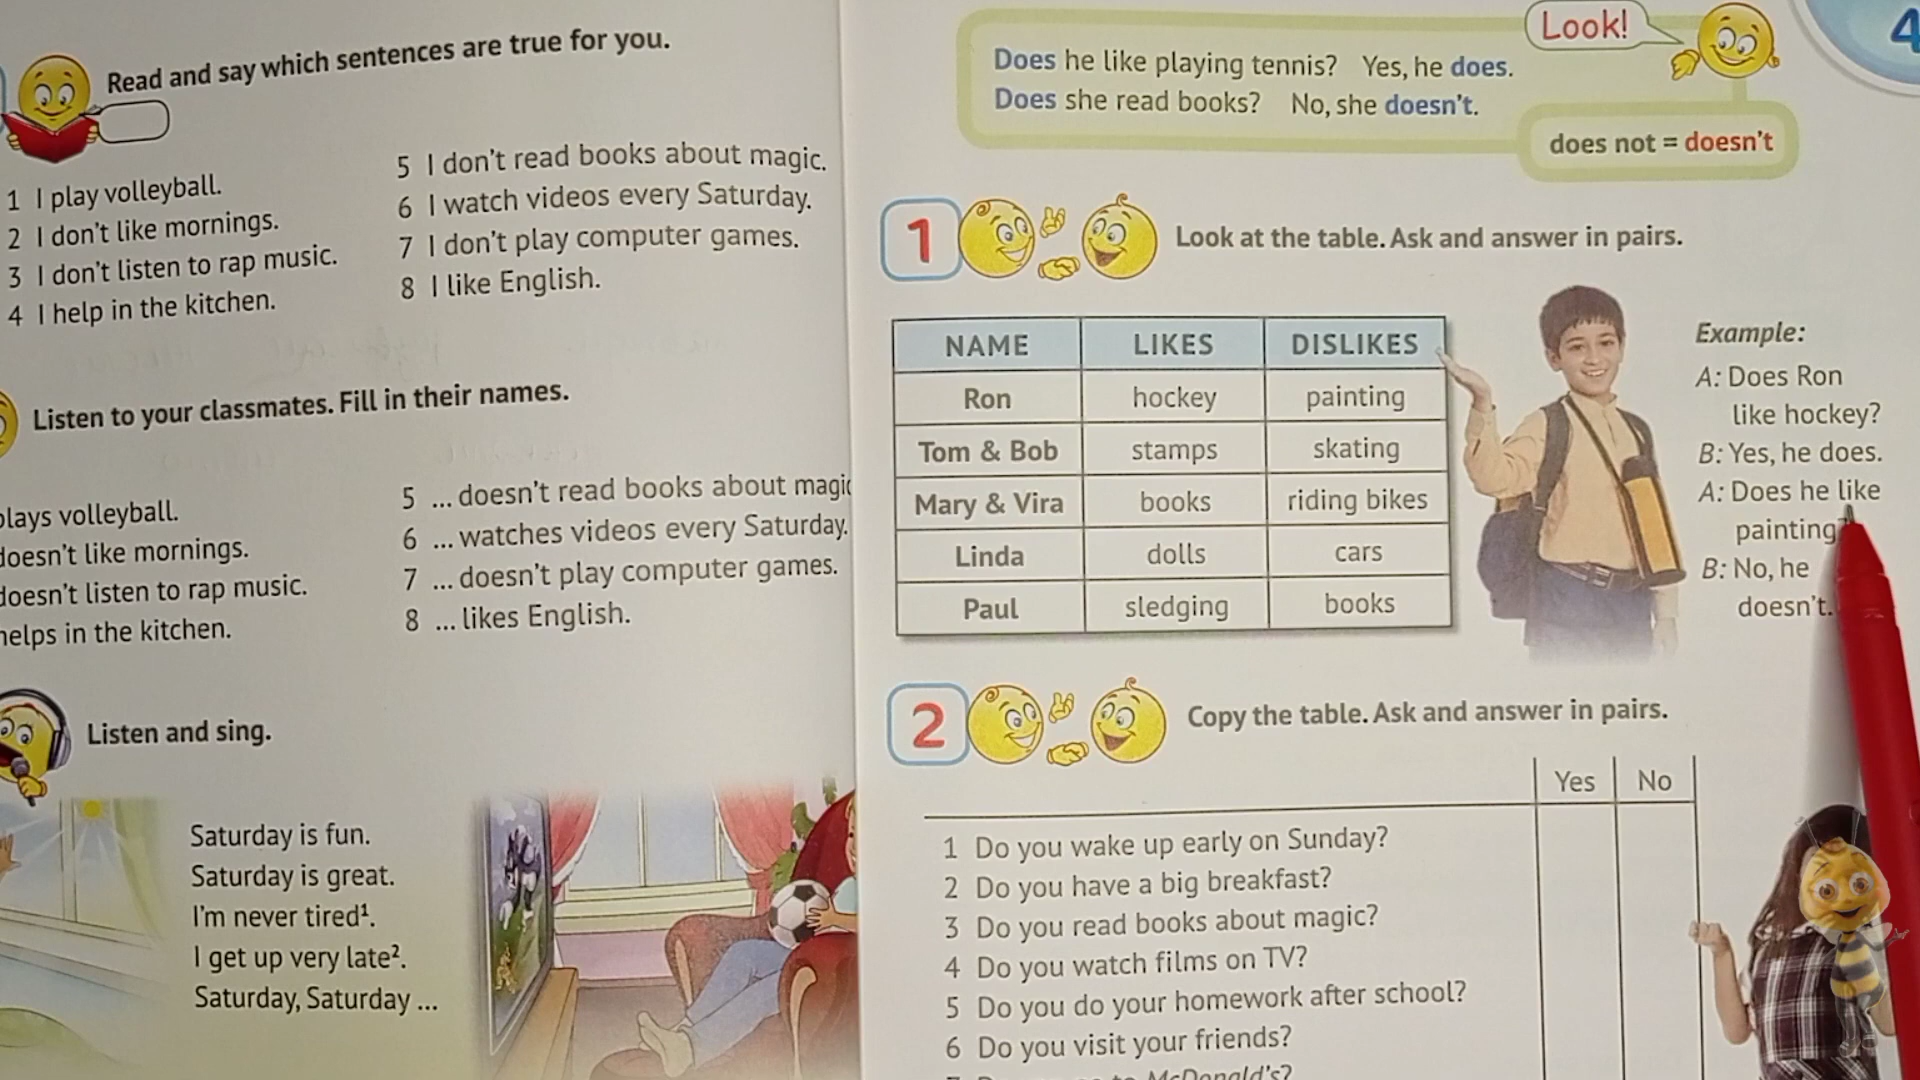 Read and say which sentences are true for you.
1 I play volleyball.
2 I don't like mornings.
3 I don't listen to rap music.
4 I help in the kitchen.
5 I don't read books about magic.
6 I watch videos every Saturday.
7 I don't play computer games.
8 I like English.
Listen to your classmates. Fill in their names.
plays volleyball.
doesn't like mornings.
doesn't listen to rap music.
helps in the kitchen.
5 ... doesn't read books about magic
6 ... watches videos every Saturday.
7 ... doesn't play computer games.
8 ... likes English.
Listen and sing.
Saturday is fun.
Saturday is great.
I'm never tired¹.
I get up very late².
Saturday, Saturday ...
4
Look!
Does he like playing tennis? Yes, he does.
Does she read books? No, she doesn't.
does not = doesn't
1 Look at the table. Ask and answer in pairs.
NAME LIKES DISLIKES
Ron hockey painting
Tom & Bob stamps skating
Mary & Vira books riding bikes
Linda dolls cars
Paul sledging books
Example:
A: Does Ron
like hockey?
B: Yes, he does.
A: Does he like
painting?
B: No, he
doesn't.
2 Copy the table. Ask and answer in pairs.
Yes No
1 Do you wake up early on Sunday?
2 Do you have a big breakfast?
3 Do you read books about magic?
4 Do you watch films on TV?
5 Do you do your homework after school?
6 Do you visit your friends?
to McDonald's?